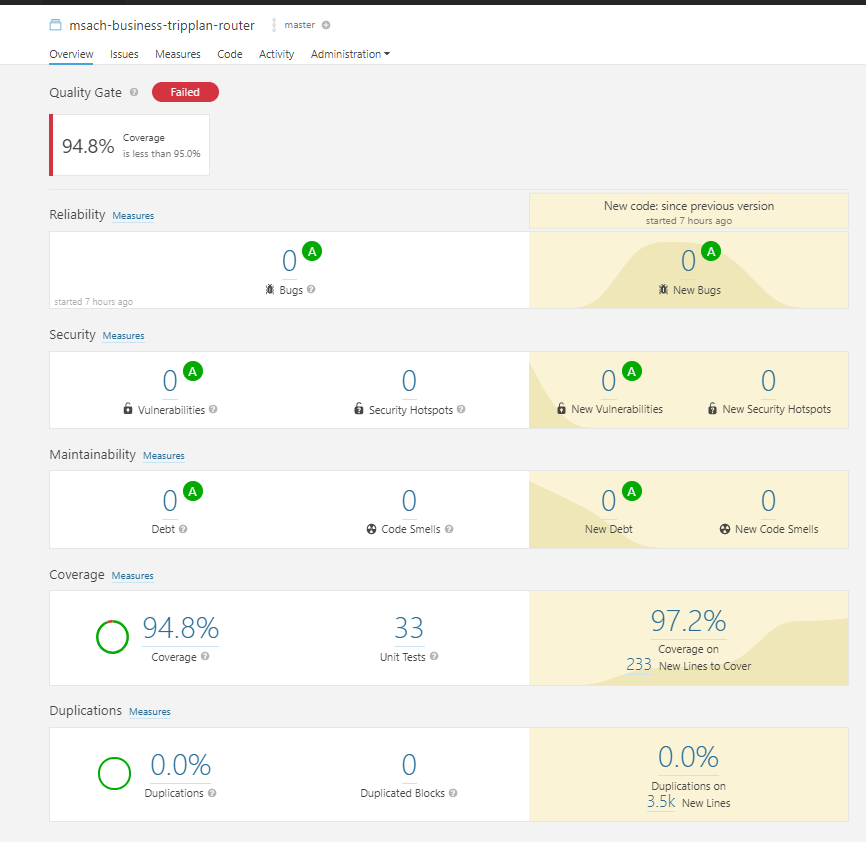 msach-business-tripplan-router master
Overview Issues Measures Code Activity Administration
Quality Gate ? Failed
94.8% Coverage
is less than 95.0%
New code: since previous version
started 7 hours ago
Reliability Measures
0 A
Bugs ?
started 7 hours ago
0 A
New Bugs
Security Measures
0 A
Vulnerabilities ?
0
Security Hotspots ?
0 A
New Vulnerabilities
0
New Security Hotspots
Maintainability Measures
0 A
Debt ?
0
Code Smells ?
0 A
New Debt
0
New Code Smells
Coverage Measures
94.8%
Coverage ?
33
Unit Tests ?
97.2%
Coverage on
233 New Lines to Cover
Duplications Measures
0.0%
Duplications ?
0
Duplicated Blocks ?
0.0%
Duplications on
3.5k New Lines